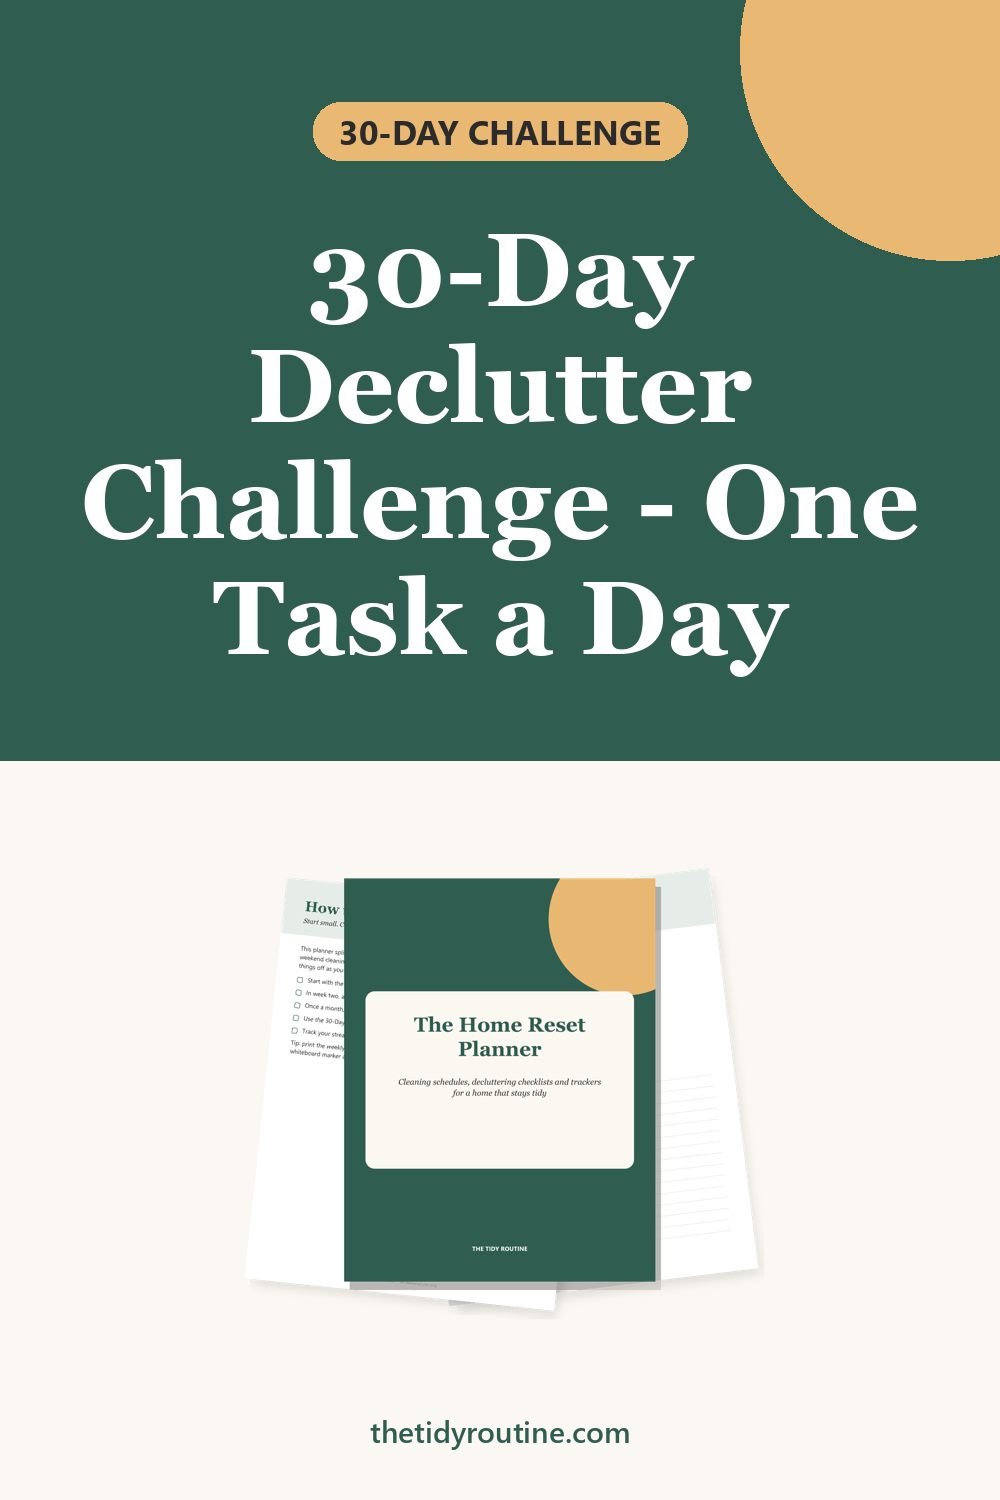 30-DAY CHALLENGE
30-Day
Declutter
Challenge - One
Task a Day
How
Start small.
This planner
weekend
things off as you
Start with the
In week two,
Once a month,
Use the 30-Day
Track your
Tip: print the weekly
whiteboard marker
The Home Reset
Planner
Cleaning schedules, decluttering checklists and trackers
for a home that stays tidy
THE TIDY ROUTINE
thetidyroutine.com